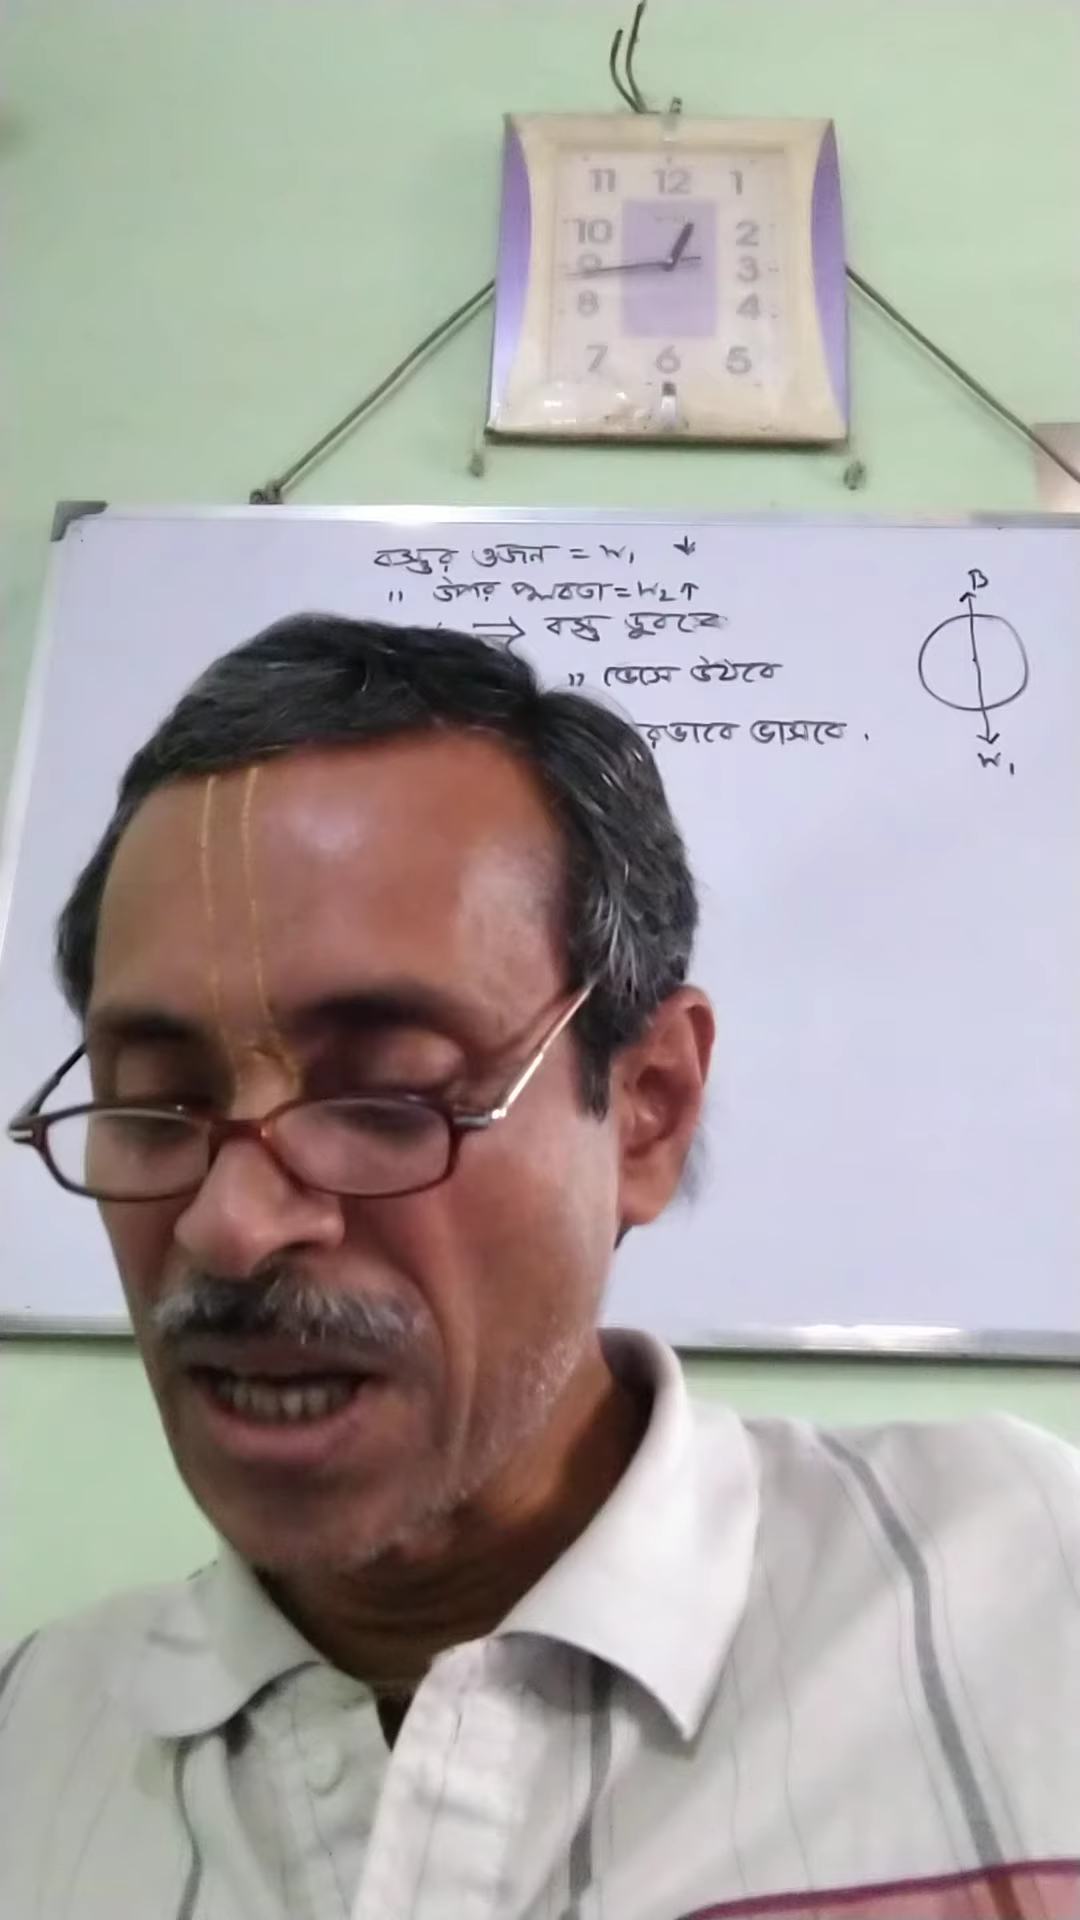 11 12 1
10 2
9 3
8 4
7 6 5
বস্তুর ওজন = W₁ ↓
" উপর প্লবতা = W₂ ↑
⇒ বস্তু ডুববে
" ভেসে উঠবে
রভাবে ভাসবে.
B
W₁